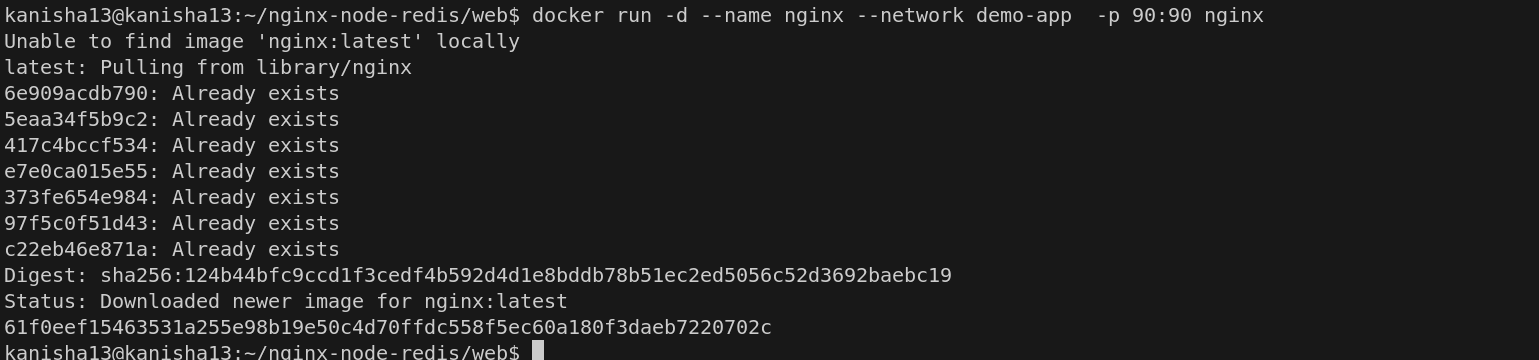 kanisha13@kanisha13:~/nginx-node-redis/web$ docker run -d --name nginx --network demo-app  -p 90:90 nginx
Unable to find image 'nginx:latest' locally
latest: Pulling from library/nginx
6e909acdb790: Already exists
5eaa34f5b9c2: Already exists
417c4bccf534: Already exists
e7e0ca015e55: Already exists
373fe654e984: Already exists
97f5c0f51d43: Already exists
c22eb46e871a: Already exists
Digest: sha256:124b44bfc9ccd1f3cedf4b592d4d1e8bddb78b51ec2ed5056c52d3692baebc19
Status: Downloaded newer image for nginx:latest
61f0eef15463531a255e98b19e50c4d70ffdc558f5ec60a180f3daeb7220702c
kanisha13@kanisha13:~/nginx-node-redis/web$